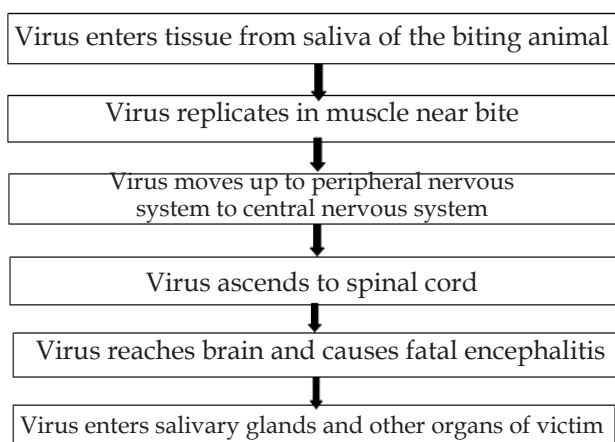 Virus enters tissue from saliva of the biting animal
Virus replicates in muscle near bite
Virus moves up to peripheral nervous
system to central nervous system
Virus ascends to spinal cord
Virus reaches brain and causes fatal encephalitis
Virus enters salivary glands and other organs of victim